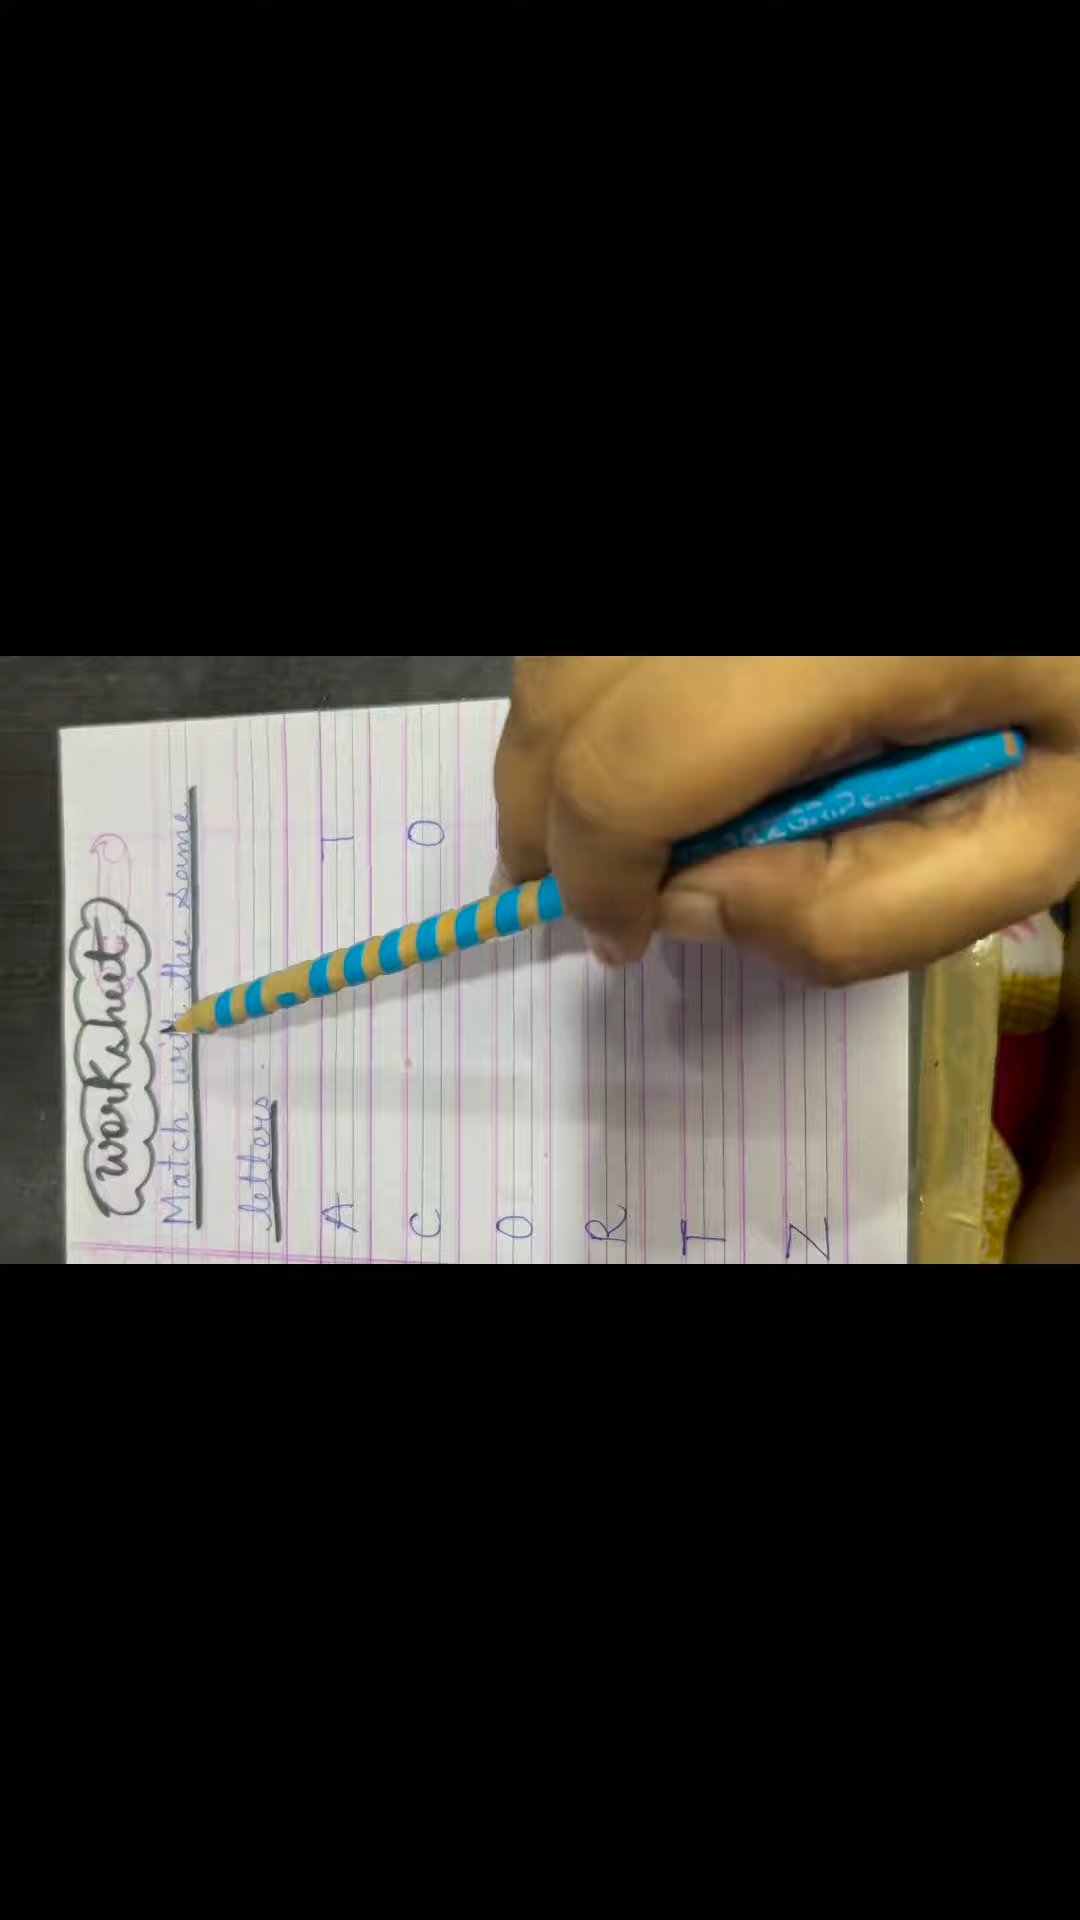 Worksheet
Match with the same
letters
A T
C O
O
R
T
Z